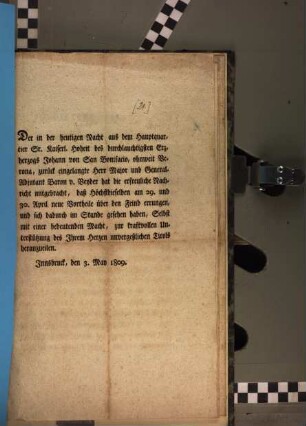 [20]
Der in der heutigen Nacht aus dem Hauptquar-
tier Sr. Kaiserl. Hoheit des durchlauchtigsten Erz-
herzogs Johann von San Bonifacio, ohnweit Ve-
rona, zurück eingelangte Herr Major und General-
Adjutant Baron v. Veyder hat die erfreuliche Nach-
richt mitgebracht, daß Höchstdieselben am 29. und
30. April neue Vortheile über den Feind errungen,
und sich dadurch im Stande gesehen haben, Selbst
mit einer bedeutenden Macht, zur kraftvollen Un-
terstützung des Ihrem Herzen unvergeßlichen Tirols
heranzueilen.
Innsbruck, den 3. May 1809.